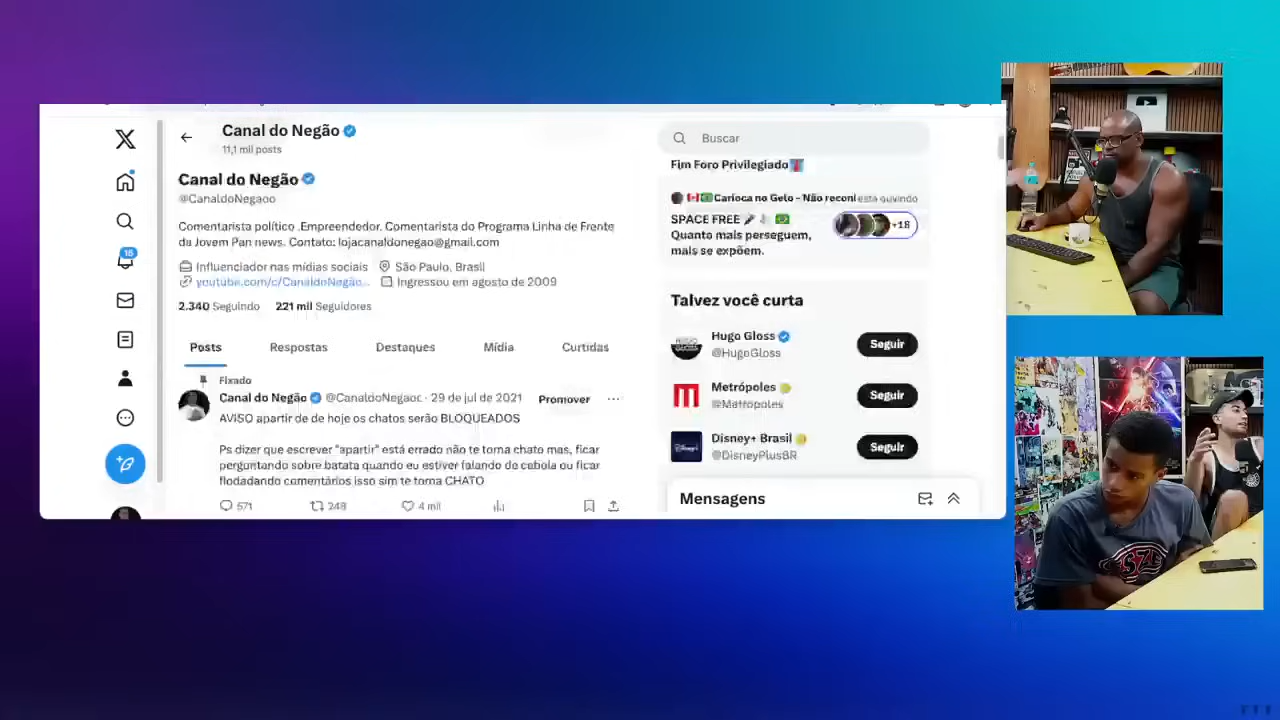 Canal do Negão
11,1 mil posts
Canal do Negão
@CanaldoNegaoo
Comentarista político .Empreendedor. Comentarista do Programa Linha de Frente
da Jovem Pan news. Contato: lojacanaldonegao@gmail.com
Influenciador nas mídias sociais São Paulo, Brasil
youtube.com/c/CanaldoNegão... Ingressou em agosto de 2009
2.340 Seguindo 221 mil Seguidores
Posts Respostas Destaques Mídia Curtidas
Fixado
Canal do Negão @CanaldoNegaoc · 29 de jul de 2021 Promover ...
AVISO apartir de de hoje os chatos serão BLOQUEADOS
Ps dizer que escrever "apartir" está errado não te torna chato mas, ficar
perguntando sobre batata quando eu estiver falando de cebola ou ficar
flodadando comentários isso sim te torna CHATO
571 248 4 mil
15
Buscar
Fim Foro Privilegiado
Carioca no Gelo - Não reconl está ouvindo
SPACE FREE
Quanto mais perseguem,
mais se expõem.
+18
Talvez você curta
Hugo Gloss
@HugoGloss
Seguir
Metrópoles
@Metropoles
Seguir
Disney+ Brasil
@DisneyPlusBR
Seguir
Mensagens